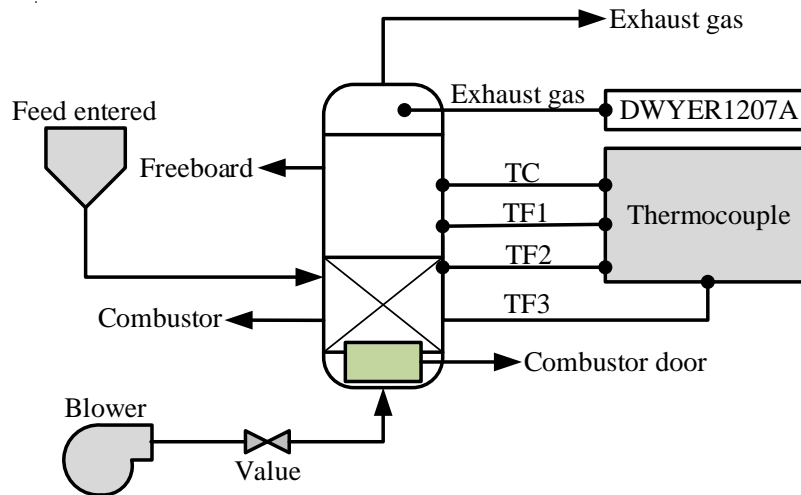 Exhaust gas
Feed entered
Exhaust gas
DWYER1207A
Freeboard
TC
TF1
Thermocouple
TF2
TF3
Combustor
Combustor door
Blower
Value